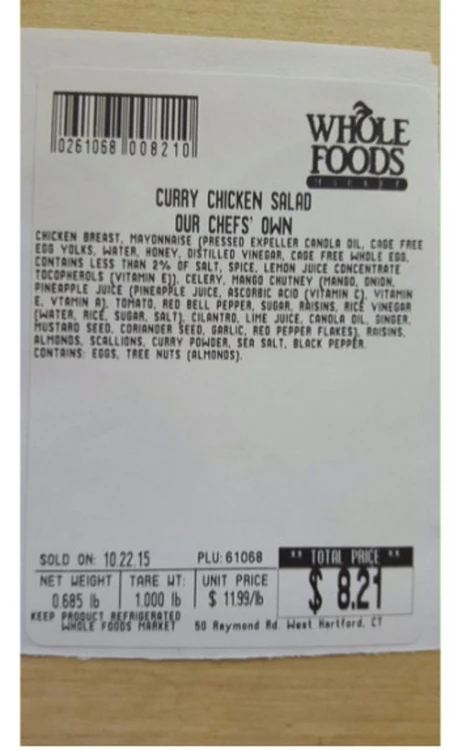 0261068 008210
WHOLE
FOODS
MARKET
CURRY CHICKEN SALAD
OUR CHEFS' OWN
CHICKEN BREAST, MAYONNAISE (PRESSED EXPELLER CANOLA OIL, CAGE FREE
EGG YOLKS, WATER, HONEY, DISTILLED VINEGAR, CAGE FREE WHOLE EGG,
CONTAINS LESS THAN 2% OF SALT, SPICE, LEMON JUICE CONCENTRATE
TOCOPHEROLS (VITAMIN E)), CELERY, MANGO CHUTNEY (MANGO, ONION,
PINEAPPLE JUICE (PINEAPPLE JUICE, ASCORBIC ACID (VITAMIN C), VITAMIN
E, VTAMIN A), TOMATO, RED BELL PEPPER, SUGAR, RAISINS, RICE VINEGAR
(WATER, RICE, SUGAR, SALT), CILANTRO, LIME JUICE, CANOLA OIL, GINGER,
MUSTARD SEED, CORIANDER SEED, GARLIC, RED PEPPER FLAKES), RAISINS,
ALMONDS, SCALLIONS, CURRY POWDER, SEA SALT, BLACK PEPPER.
CONTAINS: EGGS, TREE NUTS (ALMONDS).
SOLD ON: 10.22.15 PLU: 61068 ** TOTAL PRICE **
NET WEIGHT TARE WT: UNIT PRICE
0.685 lb 1.000 lb $ 11.99/lb $ 8.21
KEEP PRODUCT REFRIGERATED
WHOLE FOODS MARKET 50 Raymond Rd. West Hartford, CT